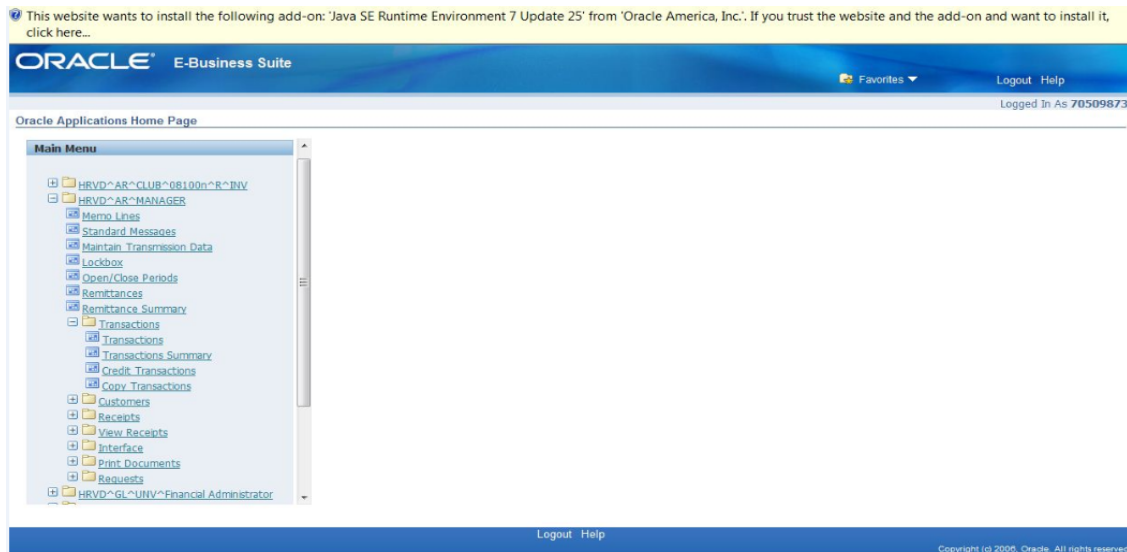 This website wants to install the following add-on: 'Java SE Runtime Environment 7 Update 25' from 'Oracle America, Inc.'. If you trust the website and the add-on and want to install it,
click here...
ORACLE® E-Business Suite
Favorites Logout Help
Logged In As 70509873
Oracle Applications Home Page
Main Menu
HRVD^AR^CLUB^08100n^R^INV
HRVD^AR^MANAGER
Memo Lines
Standard Messages
Maintain Transmission Data
Lockbox
Open/Close Periods
Remittances
Remittance Summary
Transactions
Transactions
Transactions Summary
Credit Transactions
Copy Transactions
Customers
Receipts
View Receipts
Interface
Print Documents
Requests
HRVD^GL^UNV^Financial Administrator
Logout Help
Copyright (c) 2006, Oracle. All rights reserved